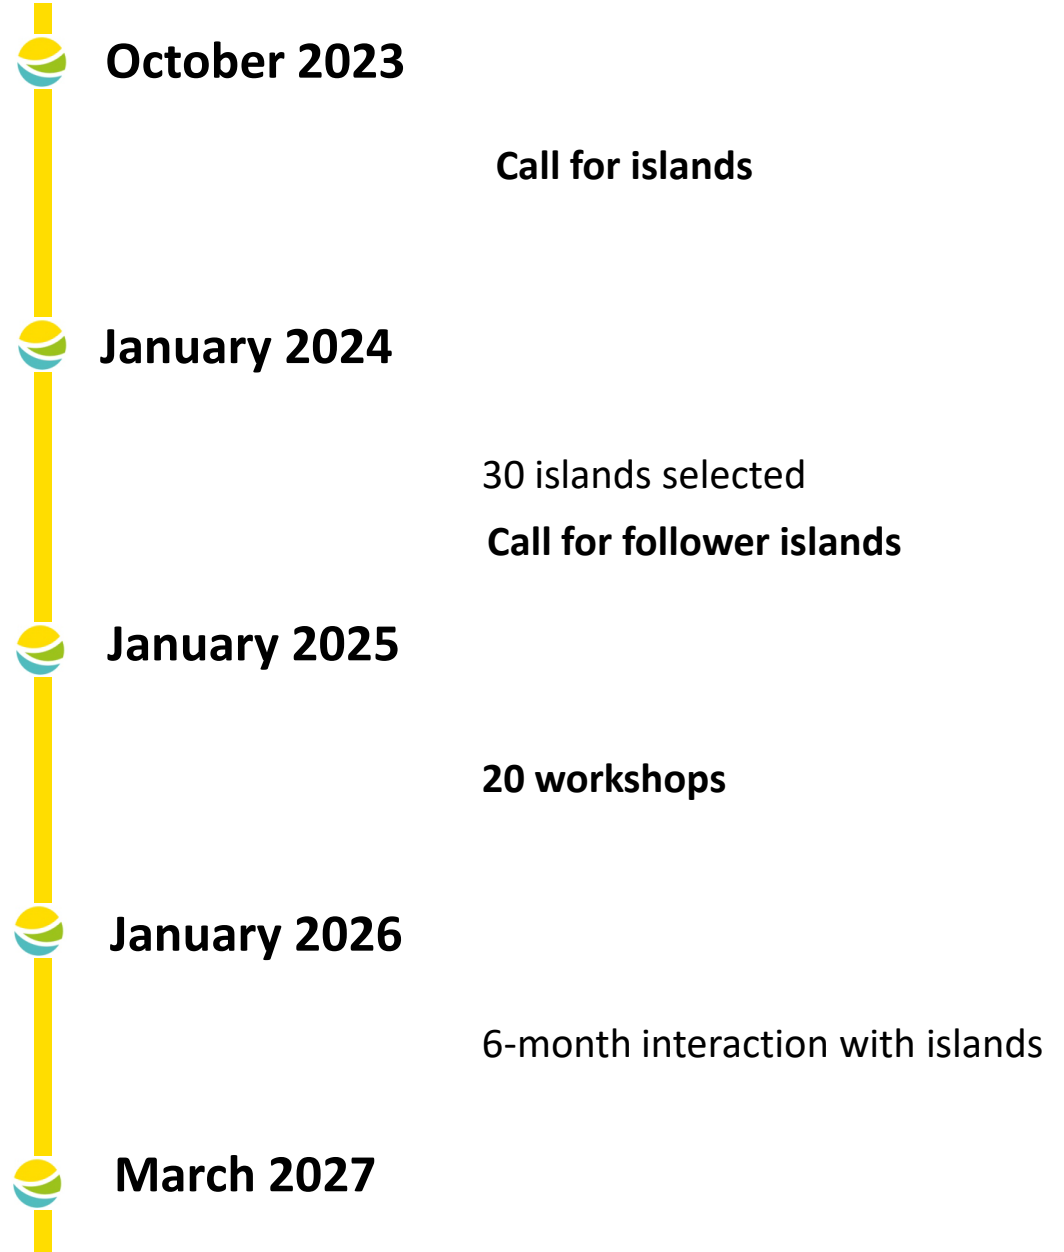 October 2023
Call for islands
January 2024
30 islands selected
Call for follower islands
January 2025
20 workshops
January 2026
6-month interaction with islands
March 2027